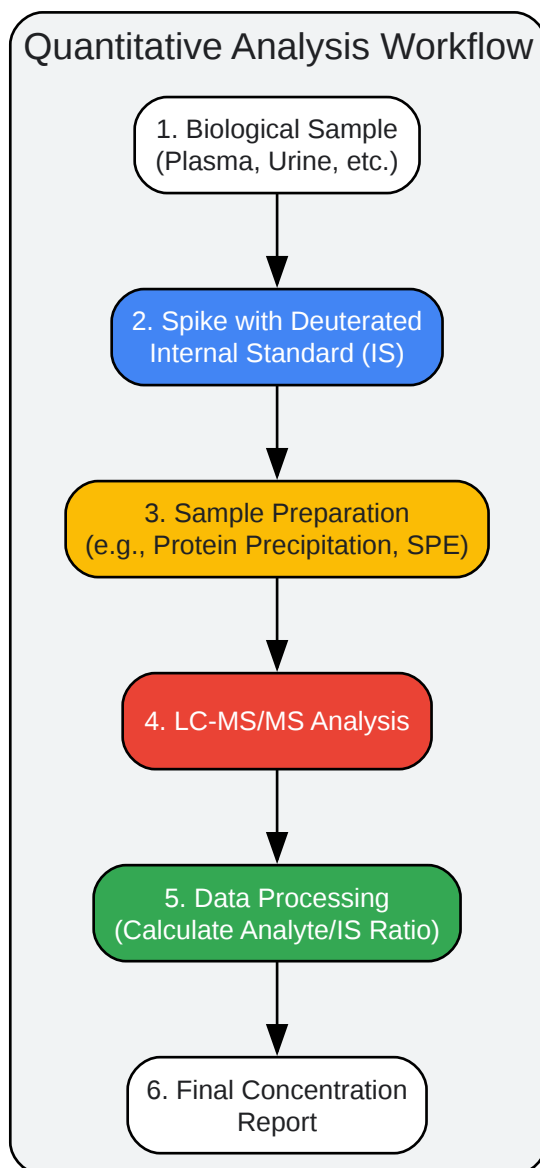 Quantitative Analysis Workflow
1. Biological Sample
(Plasma, Urine, etc.)
2. Spike with Deuterated
Internal Standard (IS)
3. Sample Preparation
(e.g., Protein Precipitation, SPE)
4. LC-MS/MS Analysis
5. Data Processing
(Calculate Analyte/IS Ratio)
6. Final Concentration
Report